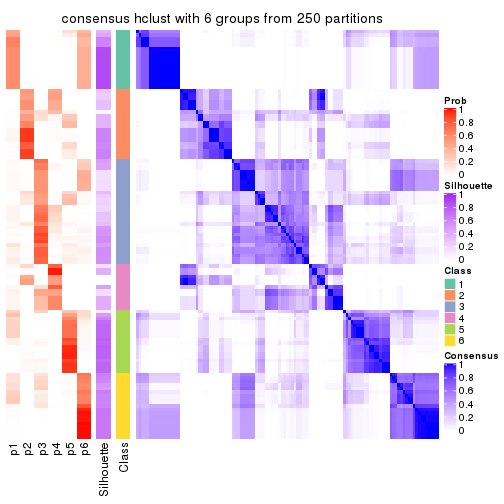 consensus hclust with 6 groups from 250 partitions
Prob
1
0.8
0.6
0.4
0.2
0
Silhouette
1
0.8
0.6
0.4
0.2
0
Class
1
2
3
4
5
6
Consensus
1
0.8
0.6
0.4
0.2
0
p1
p2
p3
p4
p5
p6
Silhouette
Class